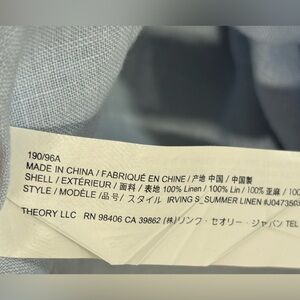 190/96A
MADE IN CHINA / FABRIQUÉ EN CHINE / 产地 中国 / 中国製
SHELL / EXTÉRIEUR / 面料 / 表地 100% Linen / 100% Lin / 100% 亚麻 / 100
STYLE / MODÈLE /品号/ スタイル IRVING S_SUMMER LINEN #J0473505
THEORY LLC RN 98406 CA 39862 (株)リンク・セオリー・ジャパン TEL